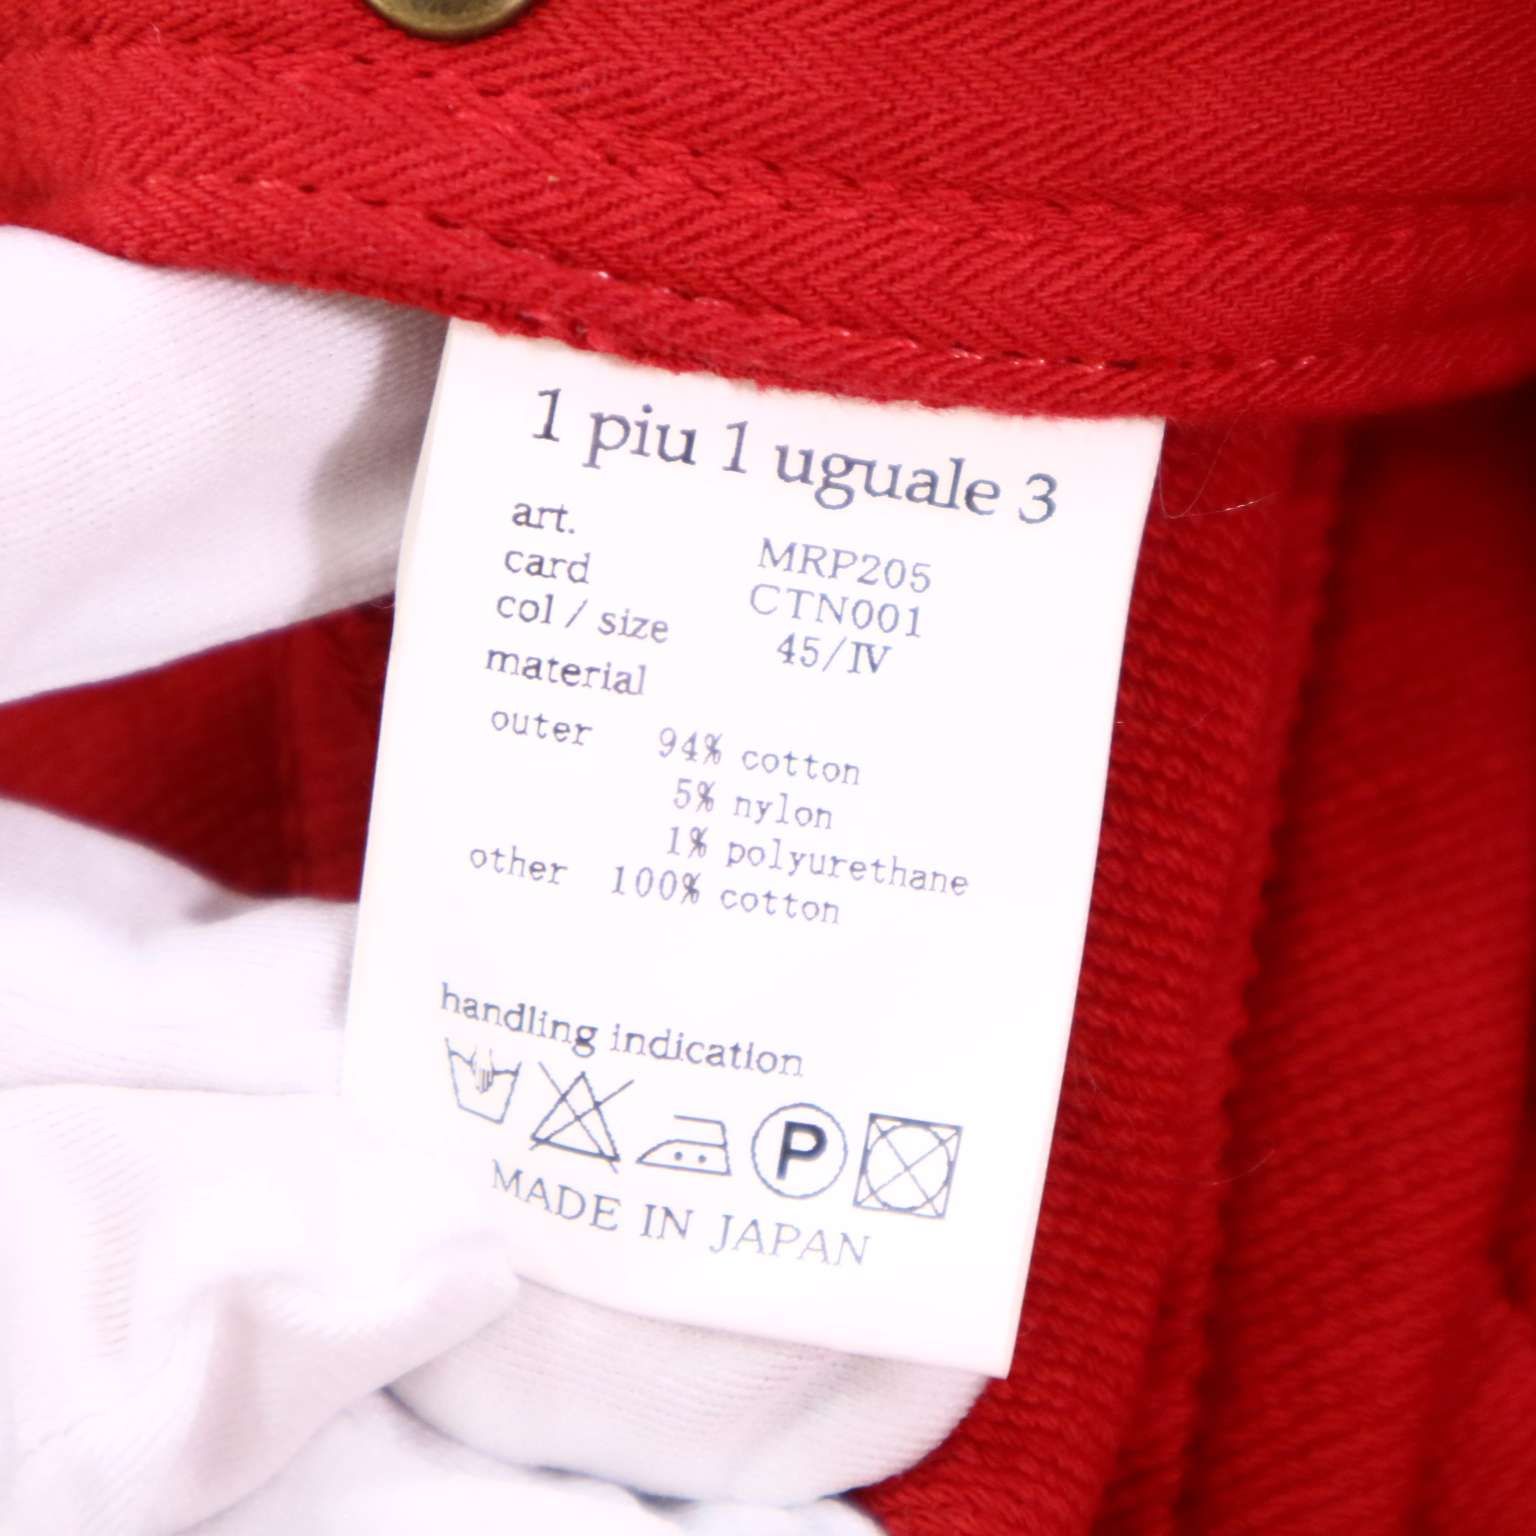 1 piu 1 uguale 3
art. MRP205
card CTN001
col / size 45/Ⅳ
material
outer 94% cotton
5% nylon
1% polyurethane
other 100% cotton
handling indication
P
MADE IN JAPAN